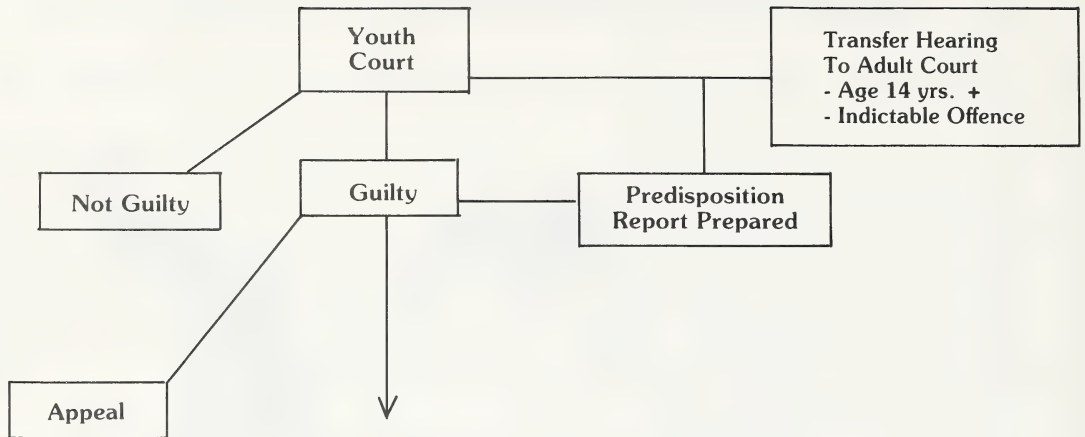 Youth
Court
Transfer Hearing
To Adult Court
- Age 14 yrs. +
- Indictable Offence
Not Guilty
Guilty
Predisposition
Report Prepared
Appeal